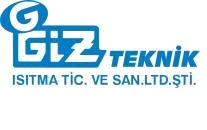 G
GİZ TEKNİK
ISITMA TİC. VE SAN.LTD.ŞTİ.